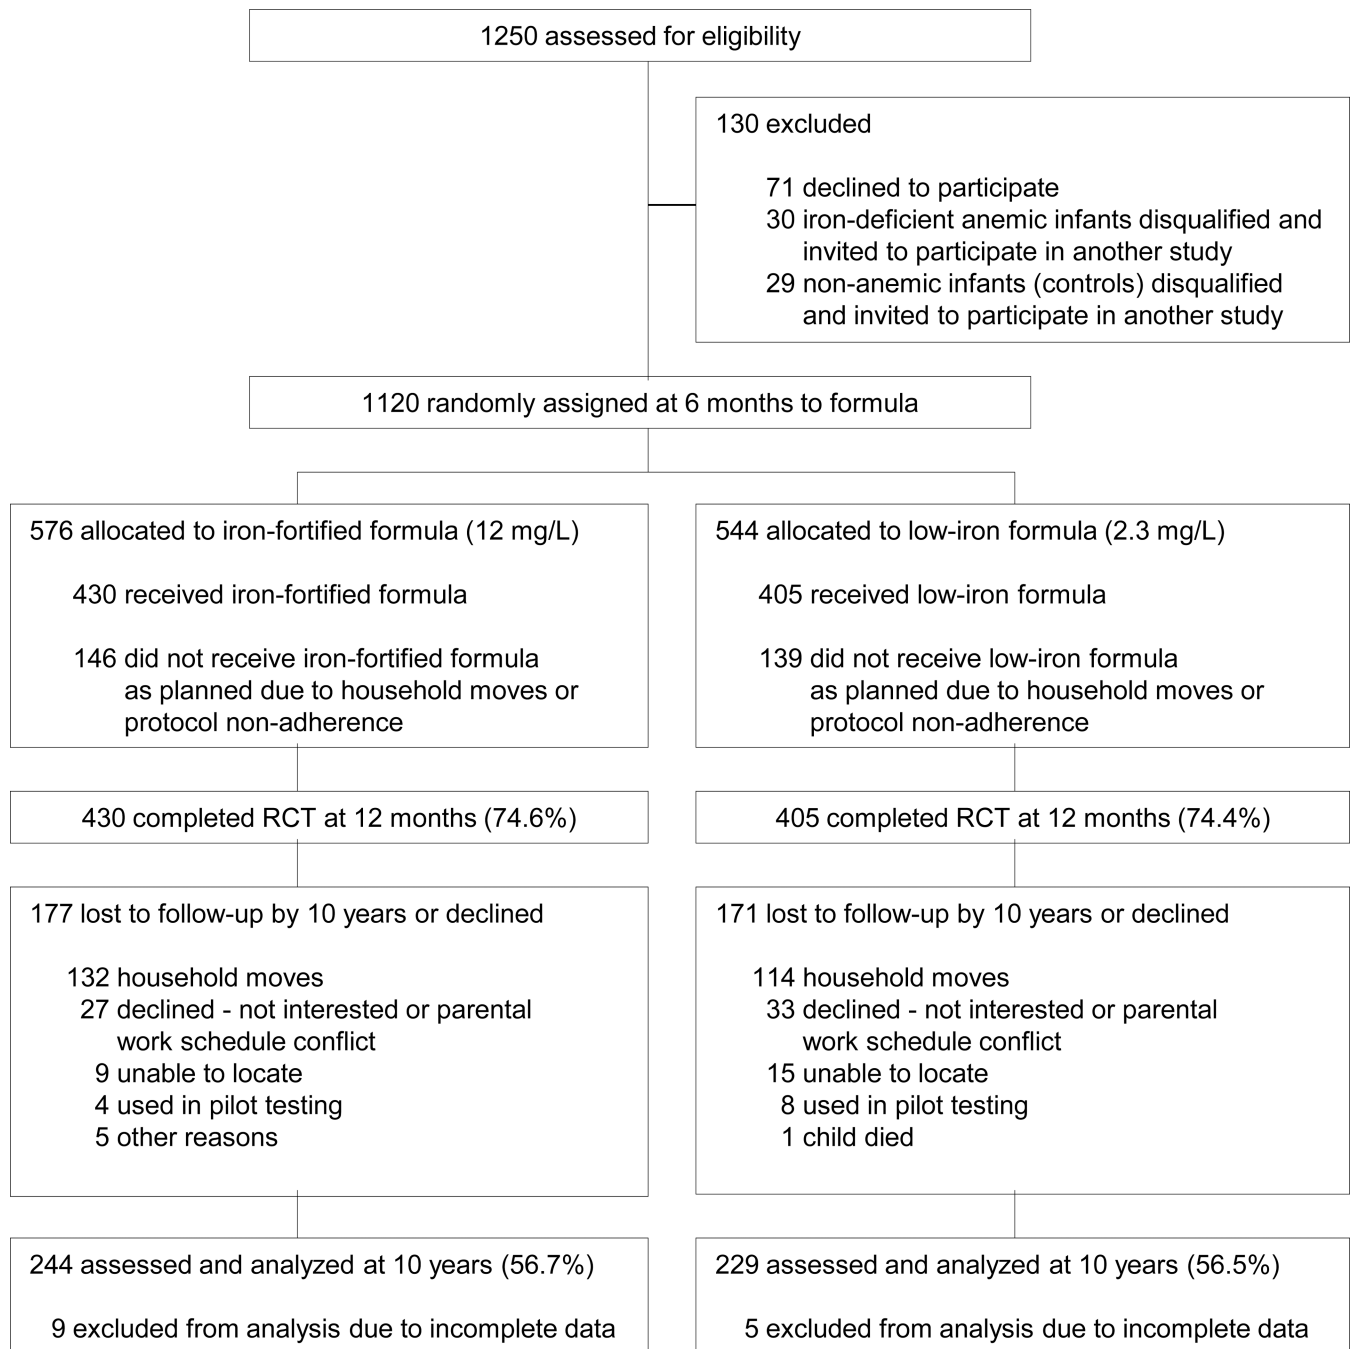 1250 assessed for eligibility
130 excluded
71 declined to participate
30 iron-deficient anemic infants disqualified and
invited to participate in another study
29 non-anemic infants (controls) disqualified
and invited to participate in another study
1120 randomly assigned at 6 months to formula
576 allocated to iron-fortified formula (12 mg/L)
430 received iron-fortified formula
146 did not receive iron-fortified formula
as planned due to household moves or
protocol non-adherence
544 allocated to low-iron formula (2.3 mg/L)
405 received low-iron formula
139 did not receive low-iron formula
as planned due to household moves or
protocol non-adherence
430 completed RCT at 12 months (74.6%)
405 completed RCT at 12 months (74.4%)
177 lost to follow-up by 10 years or declined
132 household moves
27 declined - not interested or parental
work schedule conflict
9 unable to locate
4 used in pilot testing
5 other reasons
171 lost to follow-up by 10 years or declined
114 household moves
33 declined - not interested or parental
work schedule conflict
15 unable to locate
8 used in pilot testing
1 child died
244 assessed and analyzed at 10 years (56.7%)
9 excluded from analysis due to incomplete data
229 assessed and analyzed at 10 years (56.5%)
5 excluded from analysis due to incomplete data